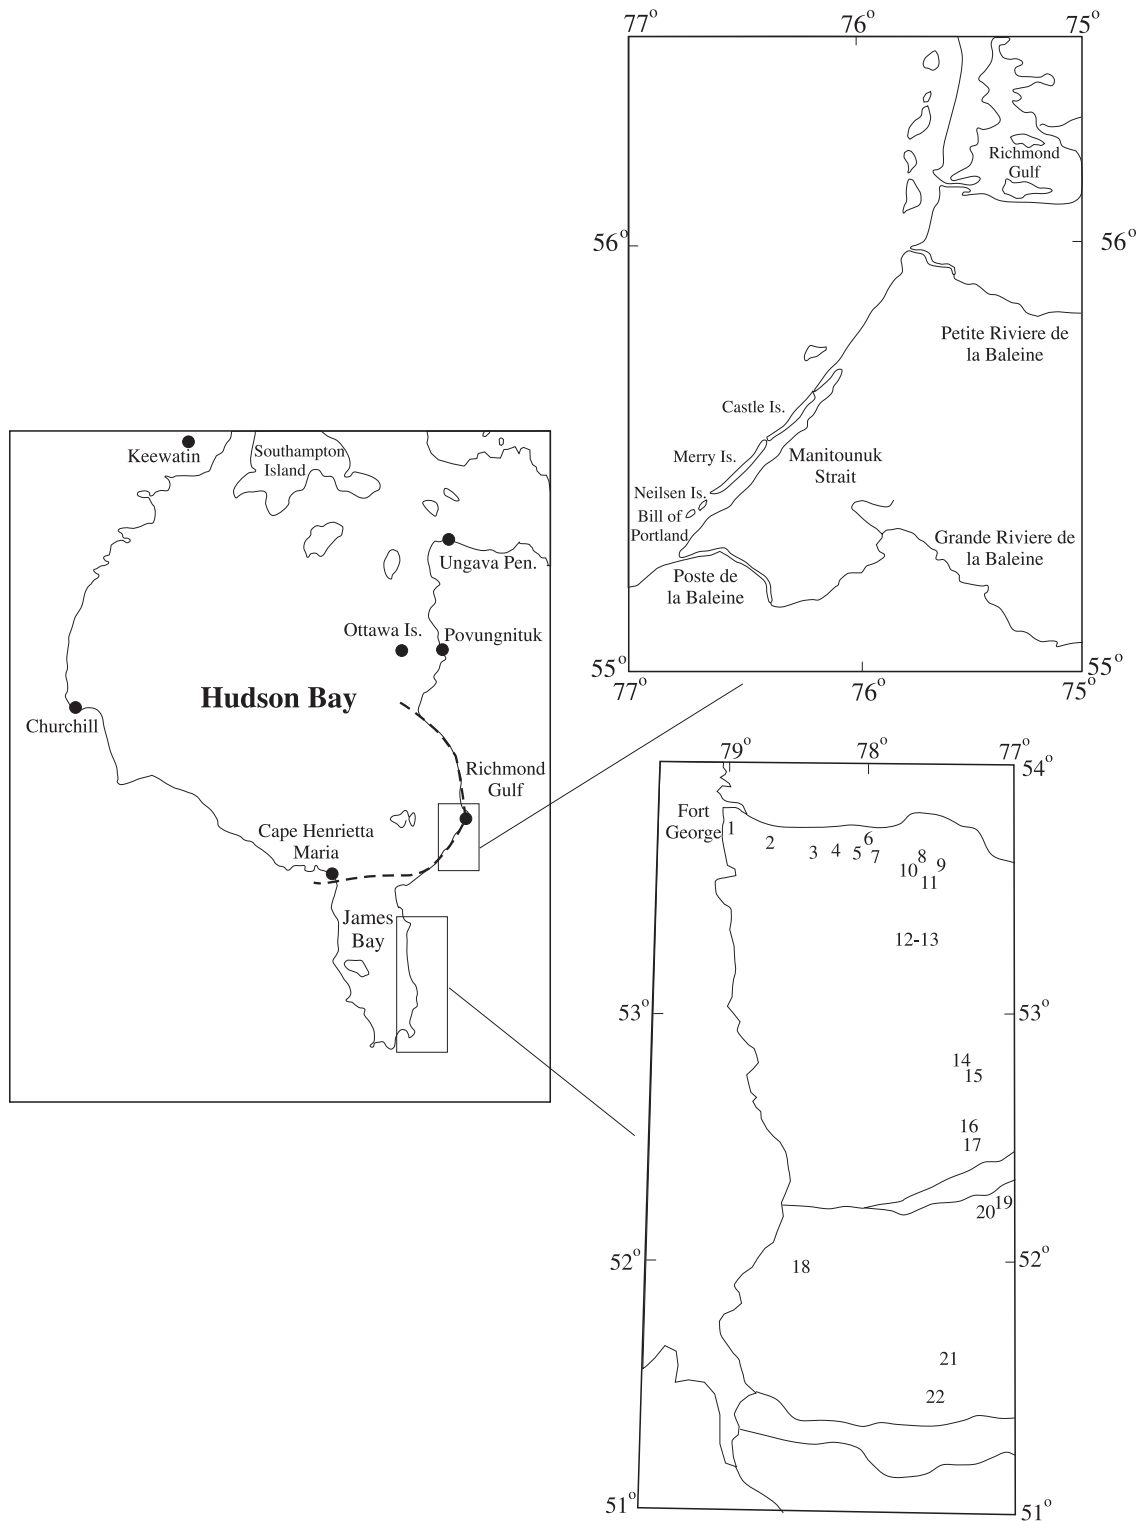 77° 76° 75°
Richmond
Gulf
56° 56°
Petite Riviere de
la Baleine
Castle Is.
Merry Is.
Manitounuk
Strait
Neilsen Is.
Bill of
Portland
Grande Riviere de
la Baleine
Poste de
la Baleine
55° 55°
77° 76° 75°
Keewatin
Southampton
Island
Ungava Pen.
Ottawa Is.
Povungnituk
Hudson Bay
Churchill
Richmond
Gulf
Cape Henrietta
Maria
James
Bay
79° 78° 77°
54°
Fort
George
1
2
3
4
5
6
7
8
9
10
11
12-13
53° 53°
14
15
16
17
19
20
52° 52°
18
21
22
51° 51°